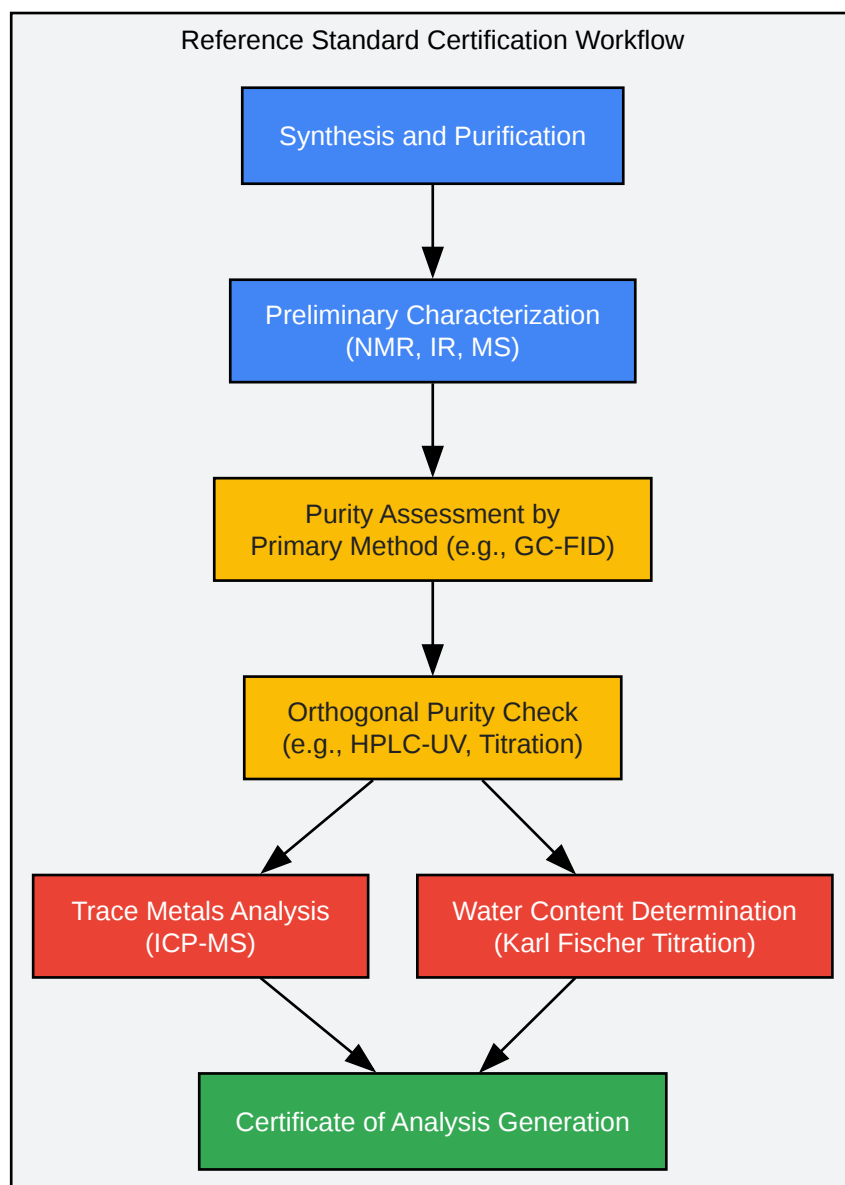 Reference Standard Certification Workflow
Synthesis and Purification
Preliminary Characterization
(NMR, IR, MS)
Purity Assessment by
Primary Method (e.g., GC-FID)
Orthogonal Purity Check
(e.g., HPLC-UV, Titration)
Trace Metals Analysis
(ICP-MS)
Water Content Determination
(Karl Fischer Titration)
Certificate of Analysis Generation